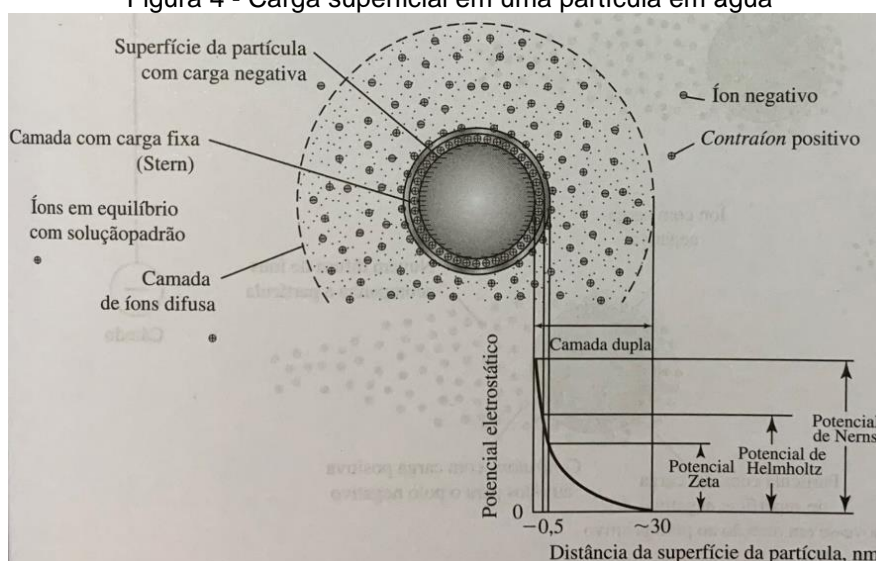 Figura 4 - Carga superficial em uma partícula em água
Superfície da partícula
com carga negativa
Íon negativo
Camada com carga fixa
(Stern)
Contraíon positivo
Íons em equilíbrio
com soluçãopadrão
Camada
de íons difusa
Camada dupla
Potencial eletrostático
Potencial
de Nerns
Potencial de
Helmholtz
Potencial
Zeta
0
~0,5
~30
Distância da superfície da partícula, nm